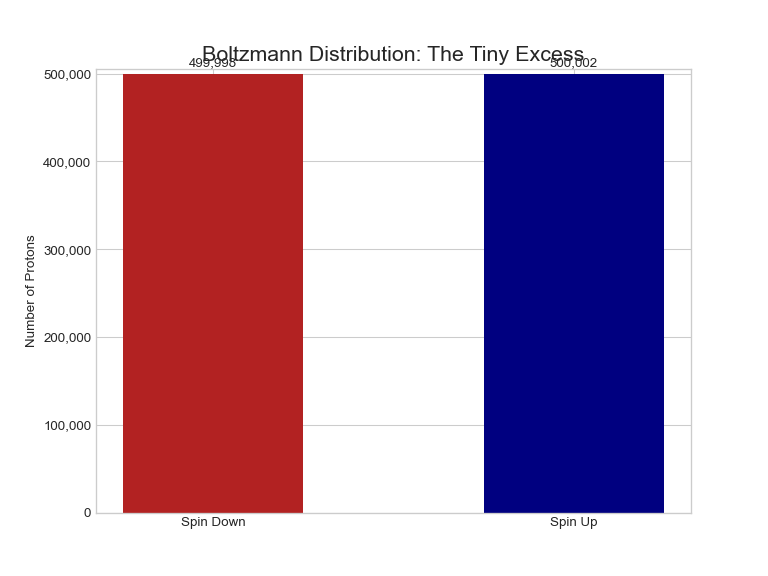 Boltzmann Distribution: The Tiny Excess
499,998
500,002
500,000
400,000
300,000
200,000
100,000
0
Number of Protons
Spin Down
Spin Up